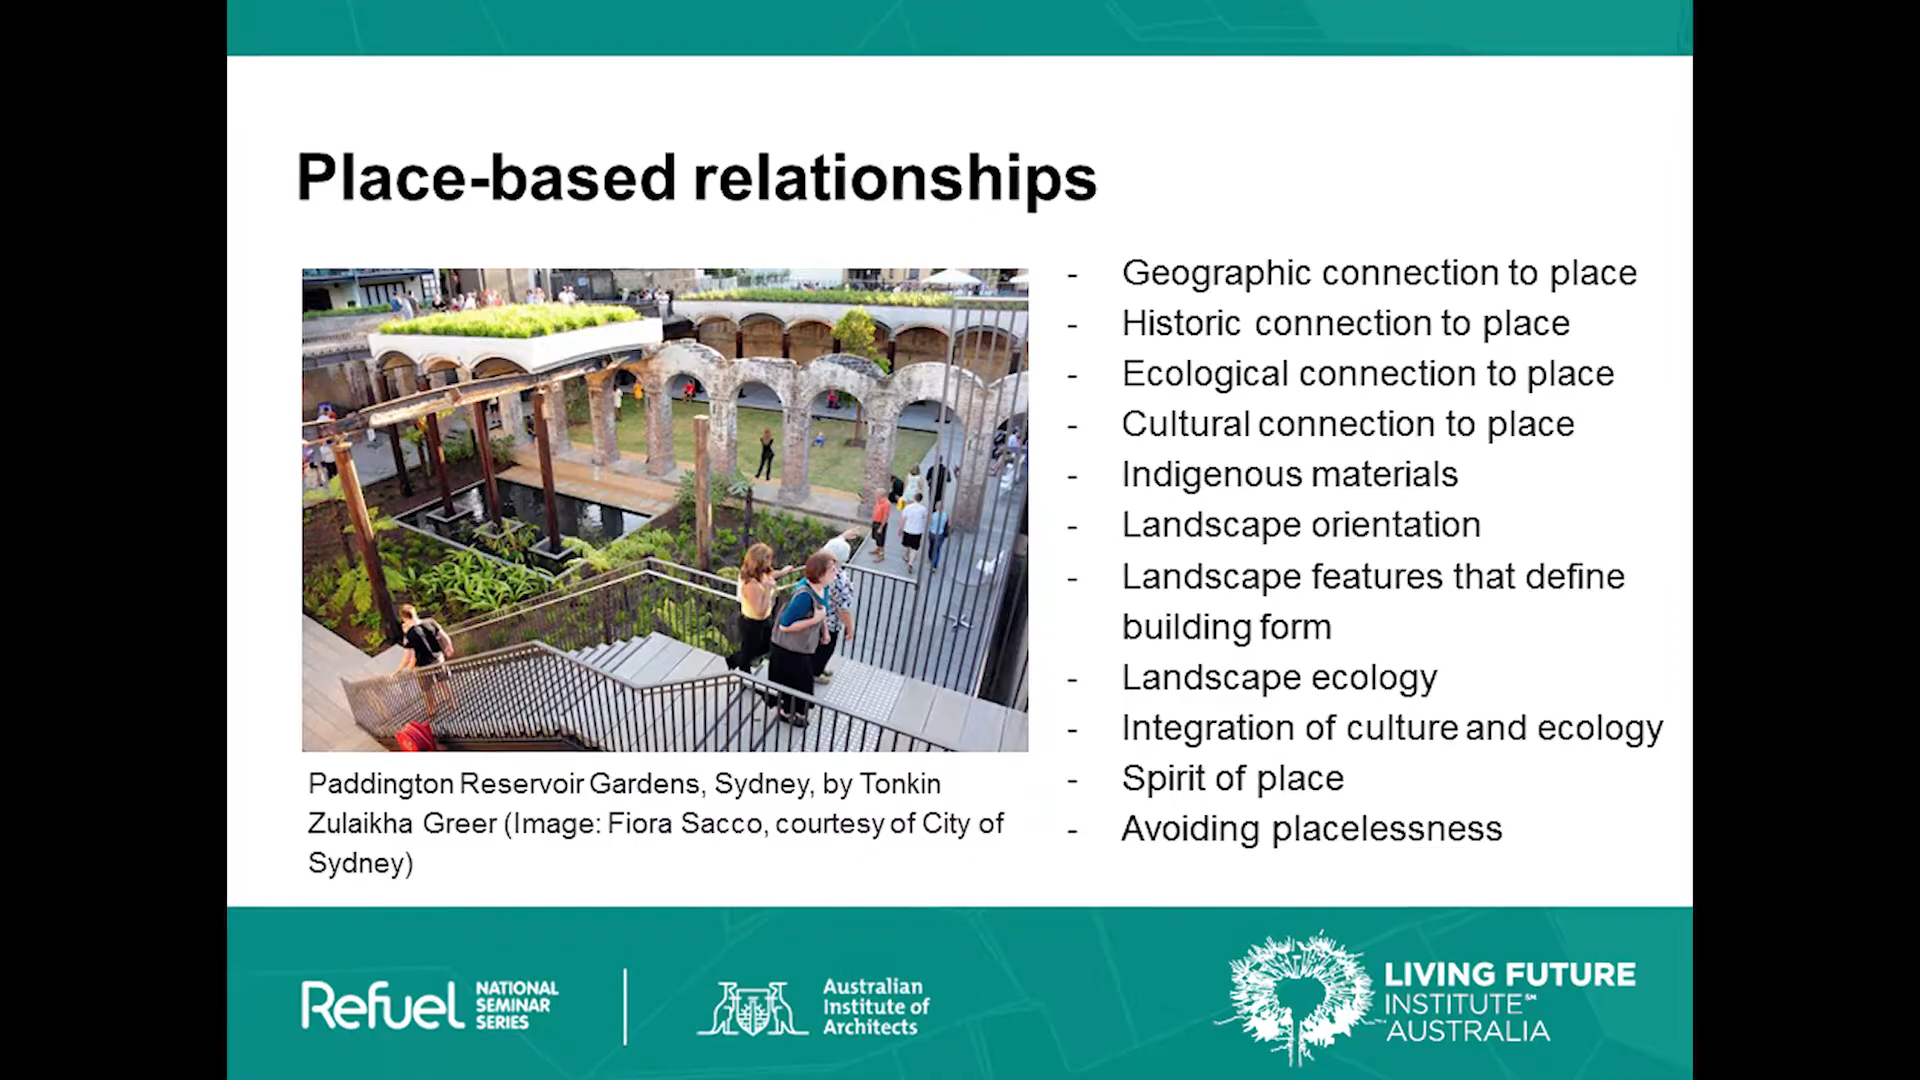 Place-based relationships
- Geographic connection to place
- Historic connection to place
- Ecological connection to place
- Cultural connection to place
- Indigenous materials
- Landscape orientation
- Landscape features that define
building form
- Landscape ecology
- Integration of culture and ecology
- Spirit of place
- Avoiding placelessness
Paddington Reservoir Gardens, Sydney, by Tonkin
Zulaikha Greer (Image: Fiora Sacco, courtesy of City of
Sydney)
Refuel
NATIONAL
SEMINAR
SERIES
Australian
Institute of
Architects
LIVING FUTURE
INSTITUTE℠
AUSTRALIA